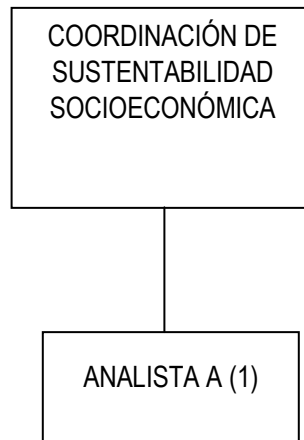 COORDINACIÓN DE
SUSTENTABILIDAD
SOCIOECONÓMICA
ANALISTA A (1)